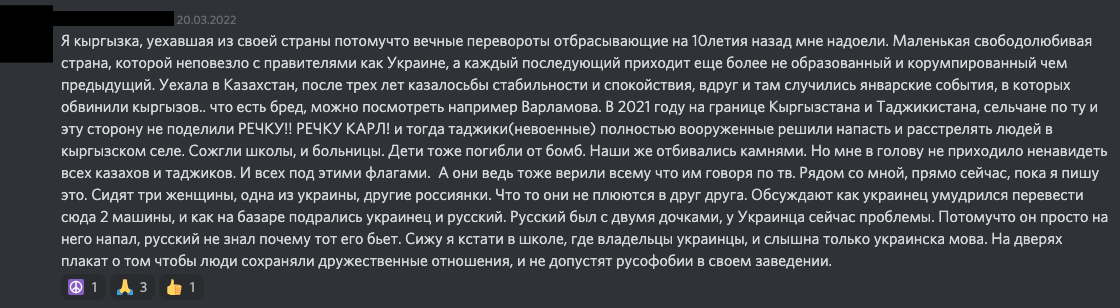 20.03.2022
Я кыргызка, уехавшая из своей страны потомучто вечные перевороты отбрасывающие на 10летия назад мне надоели. Маленькая свободолюбивая
страна, которой неповезло с правителями как Украине, а каждый последующий приходит еще более не образованный и корумпированный чем
предыдущий. Уехала в Казахстан, после трех лет казалосьбы стабильности и спокойствия, вдруг и там случились январские события, в которых
обвинили кыргызов.. что есть бред, можно посмотреть например Варламова. В 2021 году на границе Кыргызстана и Таджикистана, сельчане по ту и
эту сторону не поделили РЕЧКУ!! РЕЧКУ КАРЛ! и тогда таджики(невоенные) полностью вооруженные решили напасть и расстрелять людей в
кыргызском селе. Сожгли школы, и больницы. Дети тоже погибли от бомб. Наши же отбивались камнями. Но мне в голову не приходило ненавидеть
всех казахов и таджиков. И всех под этими флагами.  А они ведь тоже верили всему что им говоря по тв. Рядом со мной, прямо сейчас, пока я пишу
это. Сидят три женщины, одна из украины, другие россиянки. Что то они не плюются в друг друга. Обсуждают как украинец умудрился перевести
сюда 2 машины, и как на базаре подрались украинец и русский. Русский был с двумя дочками, у Украинца сейчас проблемы. Потомучто он просто на
него напал, русский не знал почему тот его бьет. Сижу я кстати в школе, где владельцы украинцы, и слышна только украинска мова. На дверях
плакат о том чтобы люди сохраняли дружественные отношения, и не допустят русофобии в своем заведении.
1 3 1